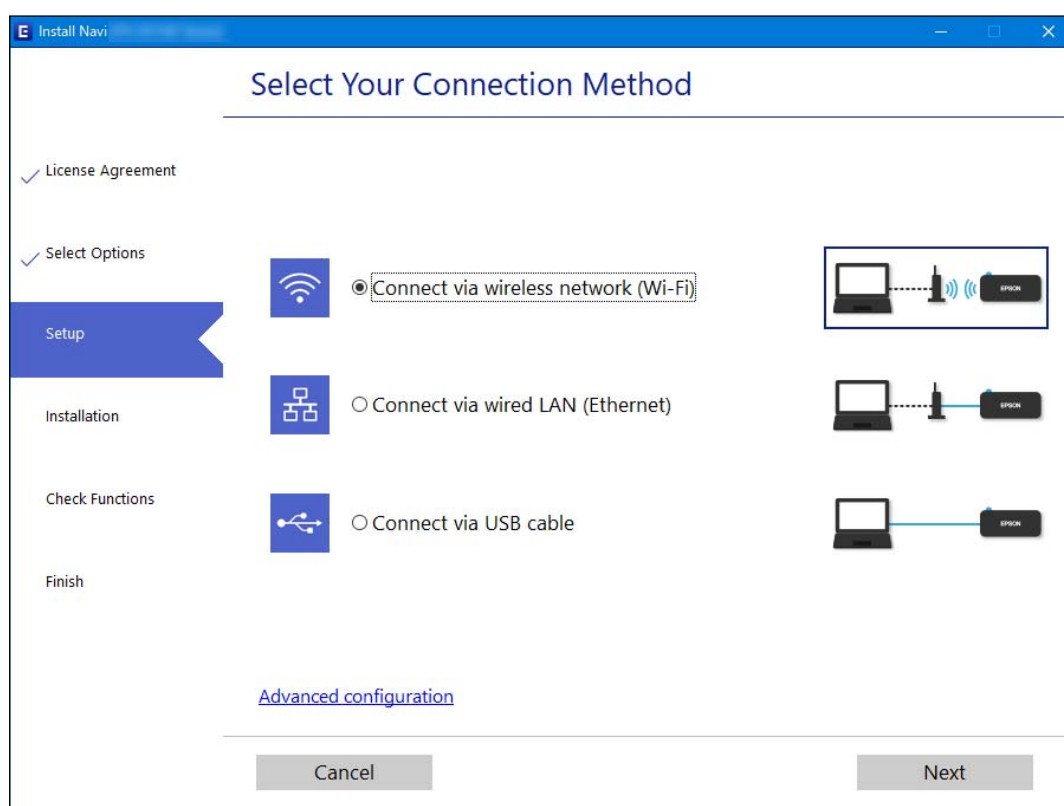 Install Navi
Select Your Connection Method
License Agreement
Select Options
Setup
Installation
Check Functions
Finish
Connect via wireless network (Wi-Fi)
EPSON
Connect via wired LAN (Ethernet)
EPSON
Connect via USB cable
EPSON
Advanced configuration
Cancel
Next